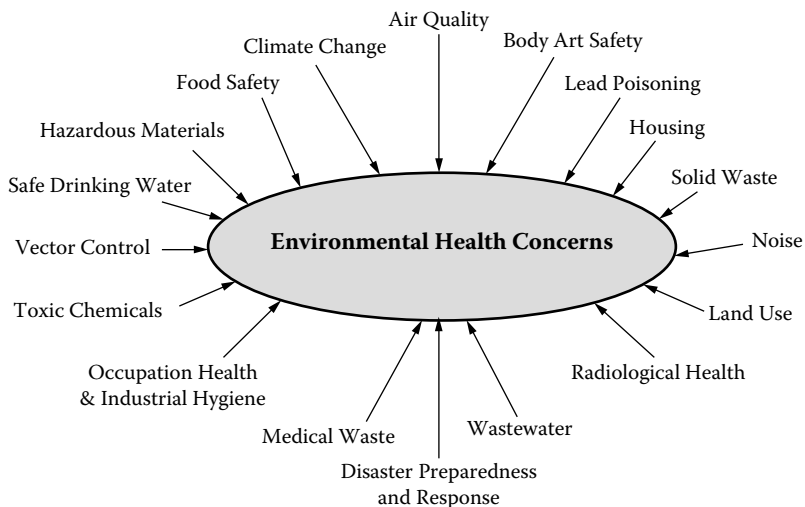 Air Quality
Climate Change
Body Art Safety
Food Safety
Lead Poisoning
Hazardous Materials
Housing
Safe Drinking Water
Solid Waste
Vector Control
Environmental Health Concerns
Noise
Toxic Chemicals
Land Use
Occupation Health
& Industrial Hygiene
Radiological Health
Medical Waste
Wastewater
Disaster Preparedness
and Response